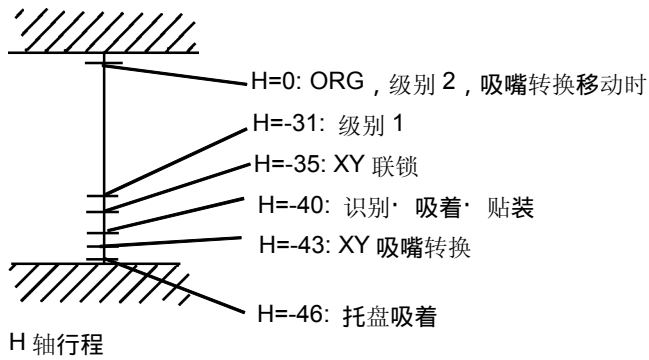 H=0: ORG，级别 2，吸嘴转换移动时
H=-31: 级别 1
H=-35: XY 联锁
H=-40: 识别· 吸着· 贴装
H=-43: XY 吸嘴转换
H=-46: 托盘吸着
H 轴行程